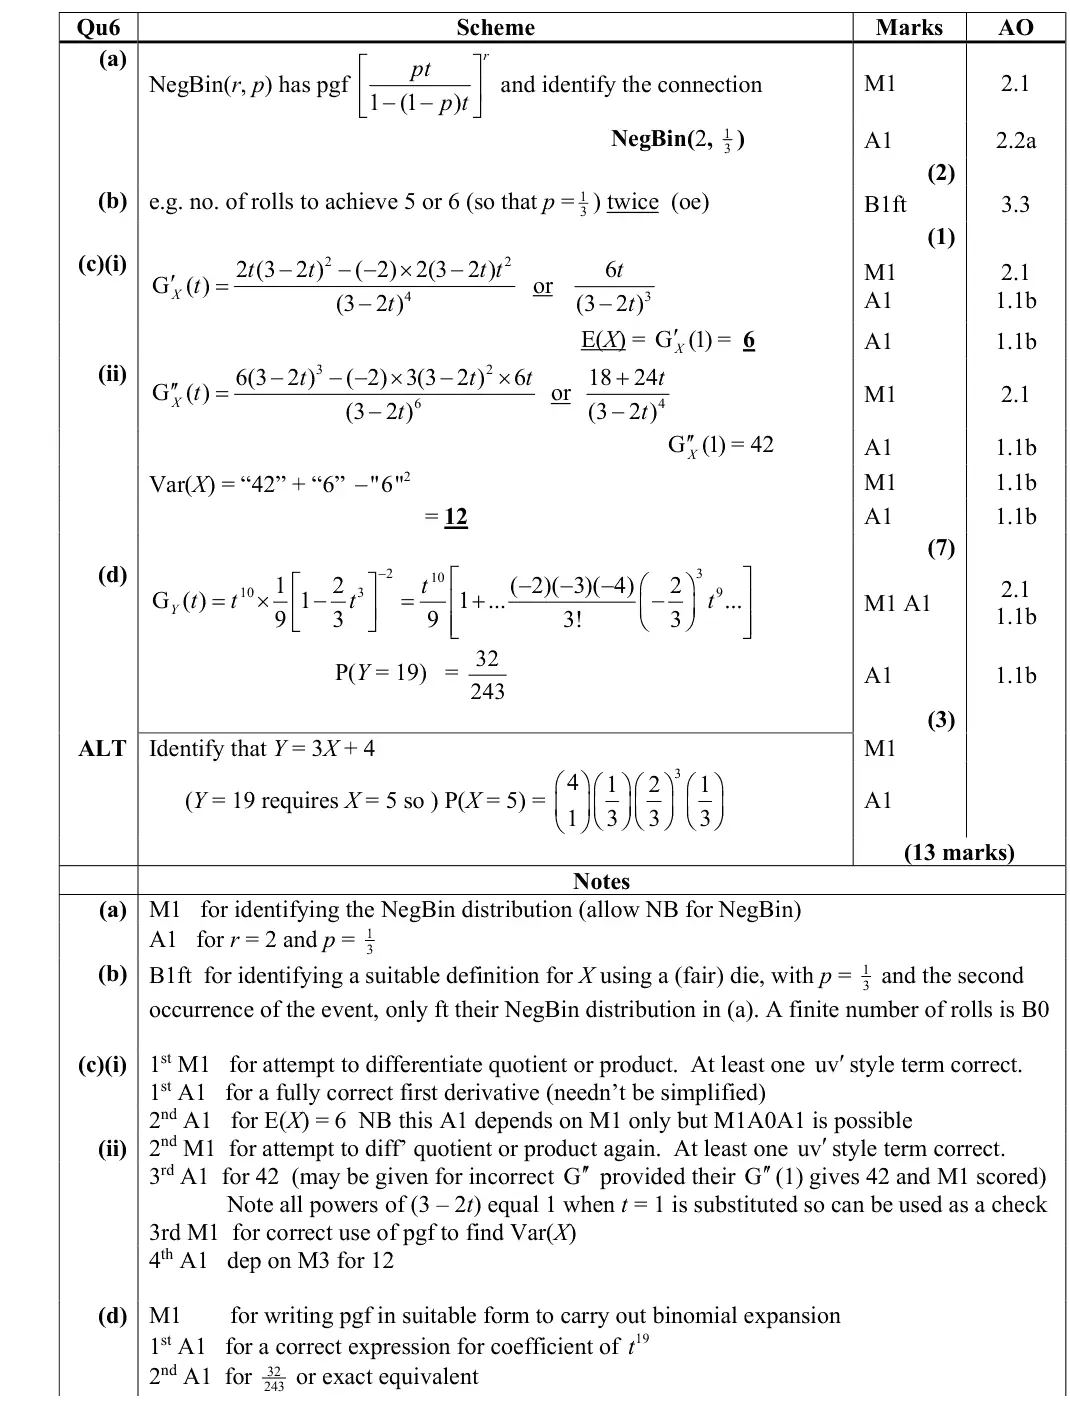 Qu6 Scheme Marks AO
(a) NegBin(r, p) has pgf [pt / (1 – (1 – p)t)]^r and identify the connection M1 2.1
NegBin(2, 1/3) A1 2.2a
(2)
(b) e.g. no. of rolls to achieve 5 or 6 (so that p = 1/3) twice (oe) B1ft 3.3
(1)
(c)(i) G′_X(t) = (2t(3 – 2t)² – (–2) × 2(3 – 2t)t²) / (3 – 2t)⁴ or 6t / (3 – 2t)³ M1 A1 2.1 1.1b
E(X) = G′_X(1) = 6 A1 1.1b
(ii) G″_X(t) = (6(3 – 2t)³ – (–2) × 3(3 – 2t)² × 6t) / (3 – 2t)⁶ or (18 + 24t) / (3 – 2t)⁴ M1 2.1
G″_X(1) = 42 A1 1.1b
Var(X) = “42” + “6” –"6"² M1 1.1b
= 12 A1 1.1b
(7)
(d) G_Y(t) = t¹⁰ × 1/9 [1 – 2/3 t³]⁻² = t¹⁰/9 [1 + ... (–2)(–3)(–4)/3! (– 2/3)³ t⁹ ...] M1 A1 2.1 1.1b
P(Y = 19) = 32/243 A1 1.1b
(3)
ALT Identify that Y = 3X + 4 M1
(Y = 19 requires X = 5 so ) P(X = 5) = (4 1)(1/3)(2/3)³(1/3) A1
(13 marks)
Notes
(a) M1 for identifying the NegBin distribution (allow NB for NegBin)
A1 for r = 2 and p = 1/3
(b) B1ft for identifying a suitable definition for X using a (fair) die, with p = 1/3 and the second
occurrence of the event, only ft their NegBin distribution in (a). A finite number of rolls is B0
(c)(i) 1st M1 for attempt to differentiate quotient or product. At least one uv′ style term correct.
1st A1 for a fully correct first derivative (needn’t be simplified)
2nd A1 for E(X) = 6 NB this A1 depends on M1 only but M1A0A1 is possible
(ii) 2nd M1 for attempt to diff’ quotient or product again. At least one uv′ style term correct.
3rd A1 for 42 (may be given for incorrect G″ provided their G″ (1) gives 42 and M1 scored)
Note all powers of (3 – 2t) equal 1 when t = 1 is substituted so can be used as a check
3rd M1 for correct use of pgf to find Var(X)
4th A1 dep on M3 for 12
(d) M1 for writing pgf in suitable form to carry out binomial expansion
1st A1 for a correct expression for coefficient of t¹⁹
2nd A1 for 32/243 or exact equivalent